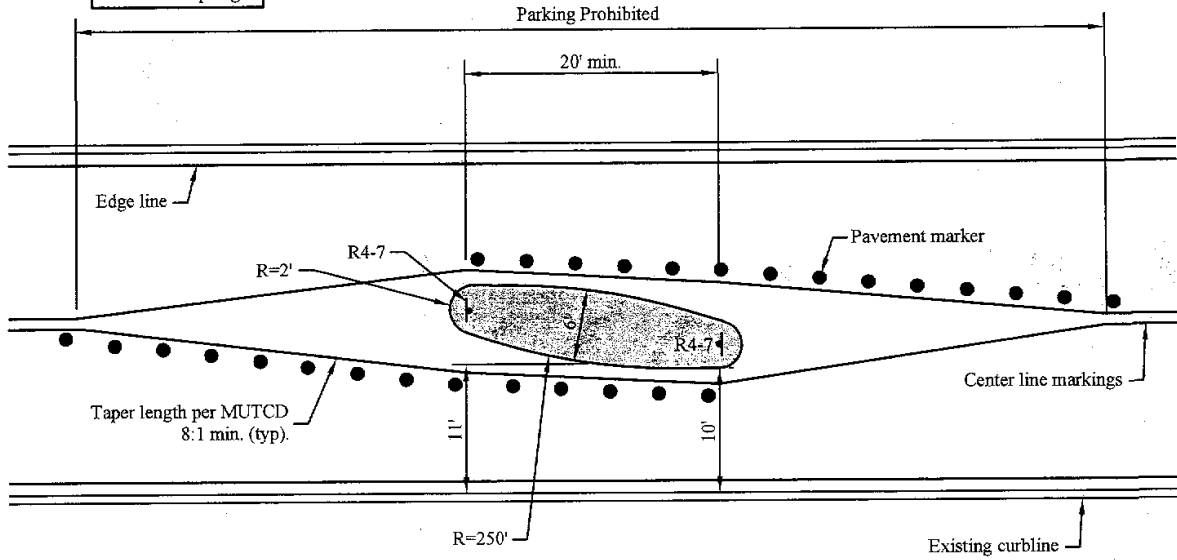 Parking Prohibited
20' min.
Edge line
Pavement marker
R4-7
R=2'
6'
R4-7
Center line markings
Taper length per MUTCD
8:1 min. (typ).
11'
10'
R=250'
Existing curbline